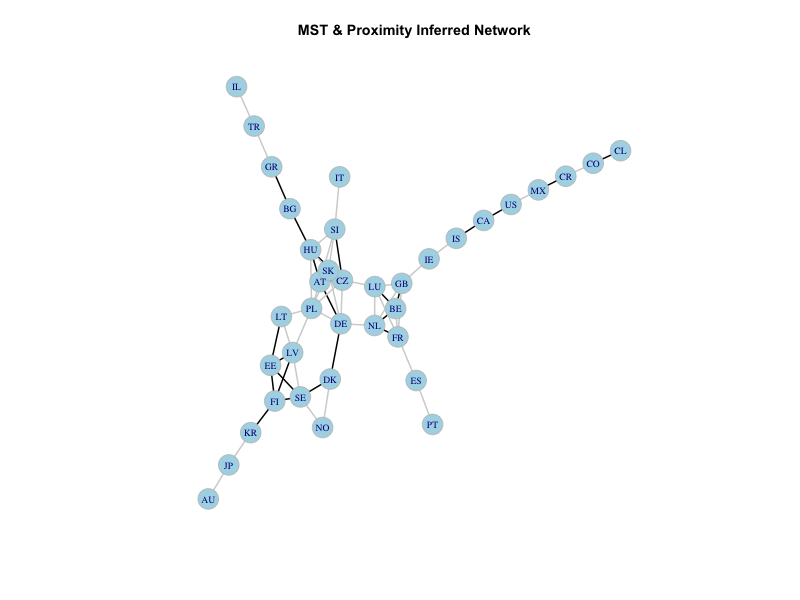 MST & Proximity Inferred Network
IL
TR
CL
CO
GR
CR
IT
MX
US
BG
CA
SI
IS
HU
IE
SK
CZ
AT
GB
LU
PL
BE
LT
DE
NL
FR
LV
EE
DK
ES
SE
FI
PT
NO
KR
JP
AU